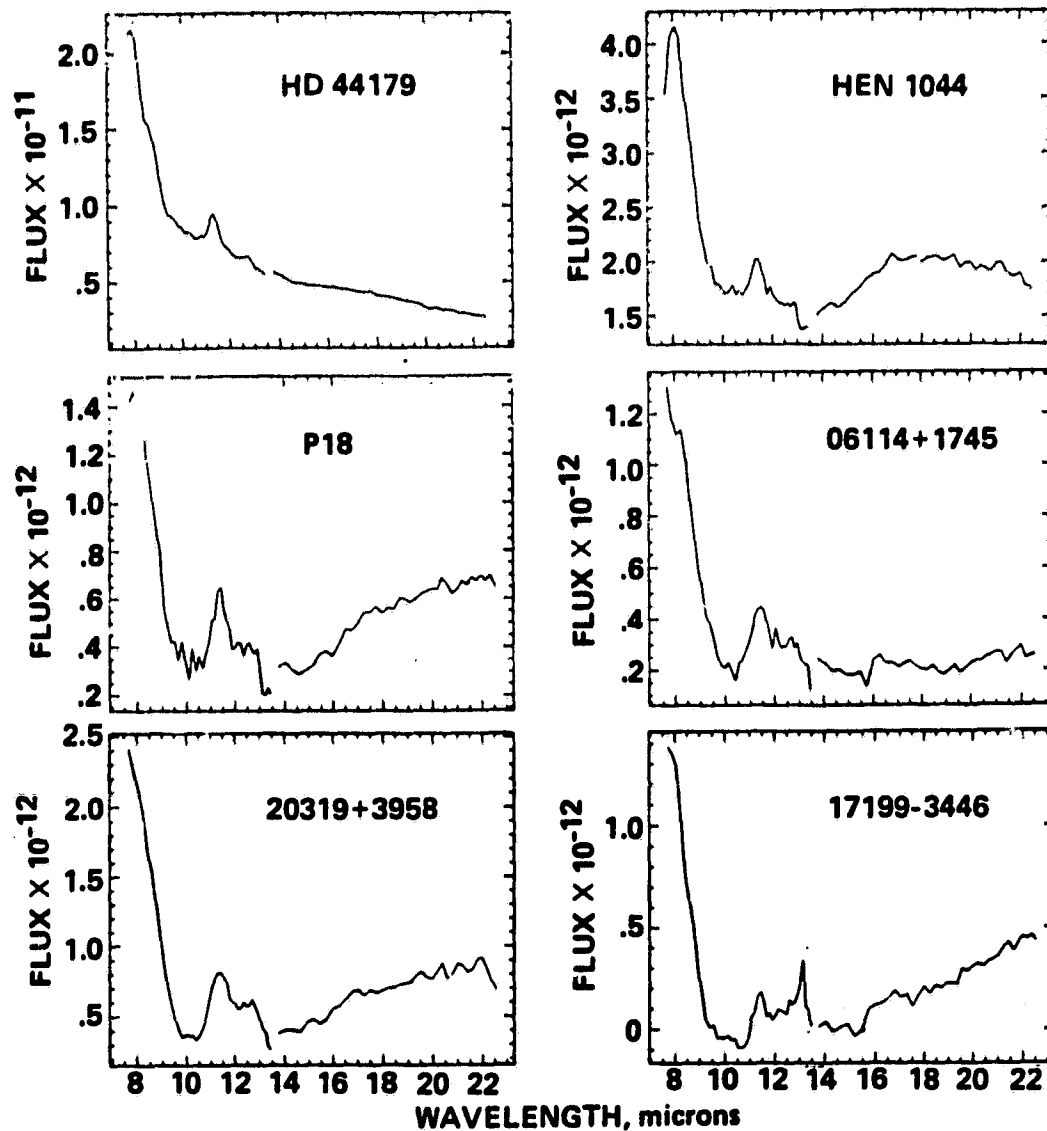 HD 44179
FLUX X 10-11
2.0
1.5
1.0
.5
HEN 1044
FLUX X 10-12
4.0
3.5
3.0
2.5
2.0
1.5
P18
FLUX X 10-12
1.4
1.2
1.0
.8
.6
.4
.2
06114+1745
FLUX X 10-12
1.2
1.0
.8
.6
.4
.2
20319+3958
FLUX X 10-12
2.5
2.0
1.5
1.0
.5
8 10 12 14 16 18 20 22
17199-3446
FLUX X 10-12
1.0
.5
0
8 10 12 14 16 18 20 22
WAVELENGTH, microns